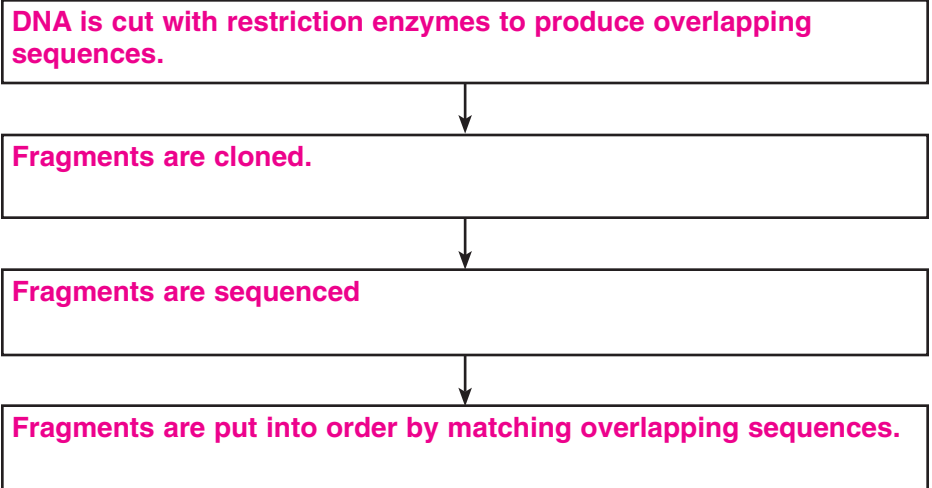 DNA is cut with restriction enzymes to produce overlapping
sequences.
Fragments are cloned.
Fragments are sequenced
Fragments are put into order by matching overlapping sequences.